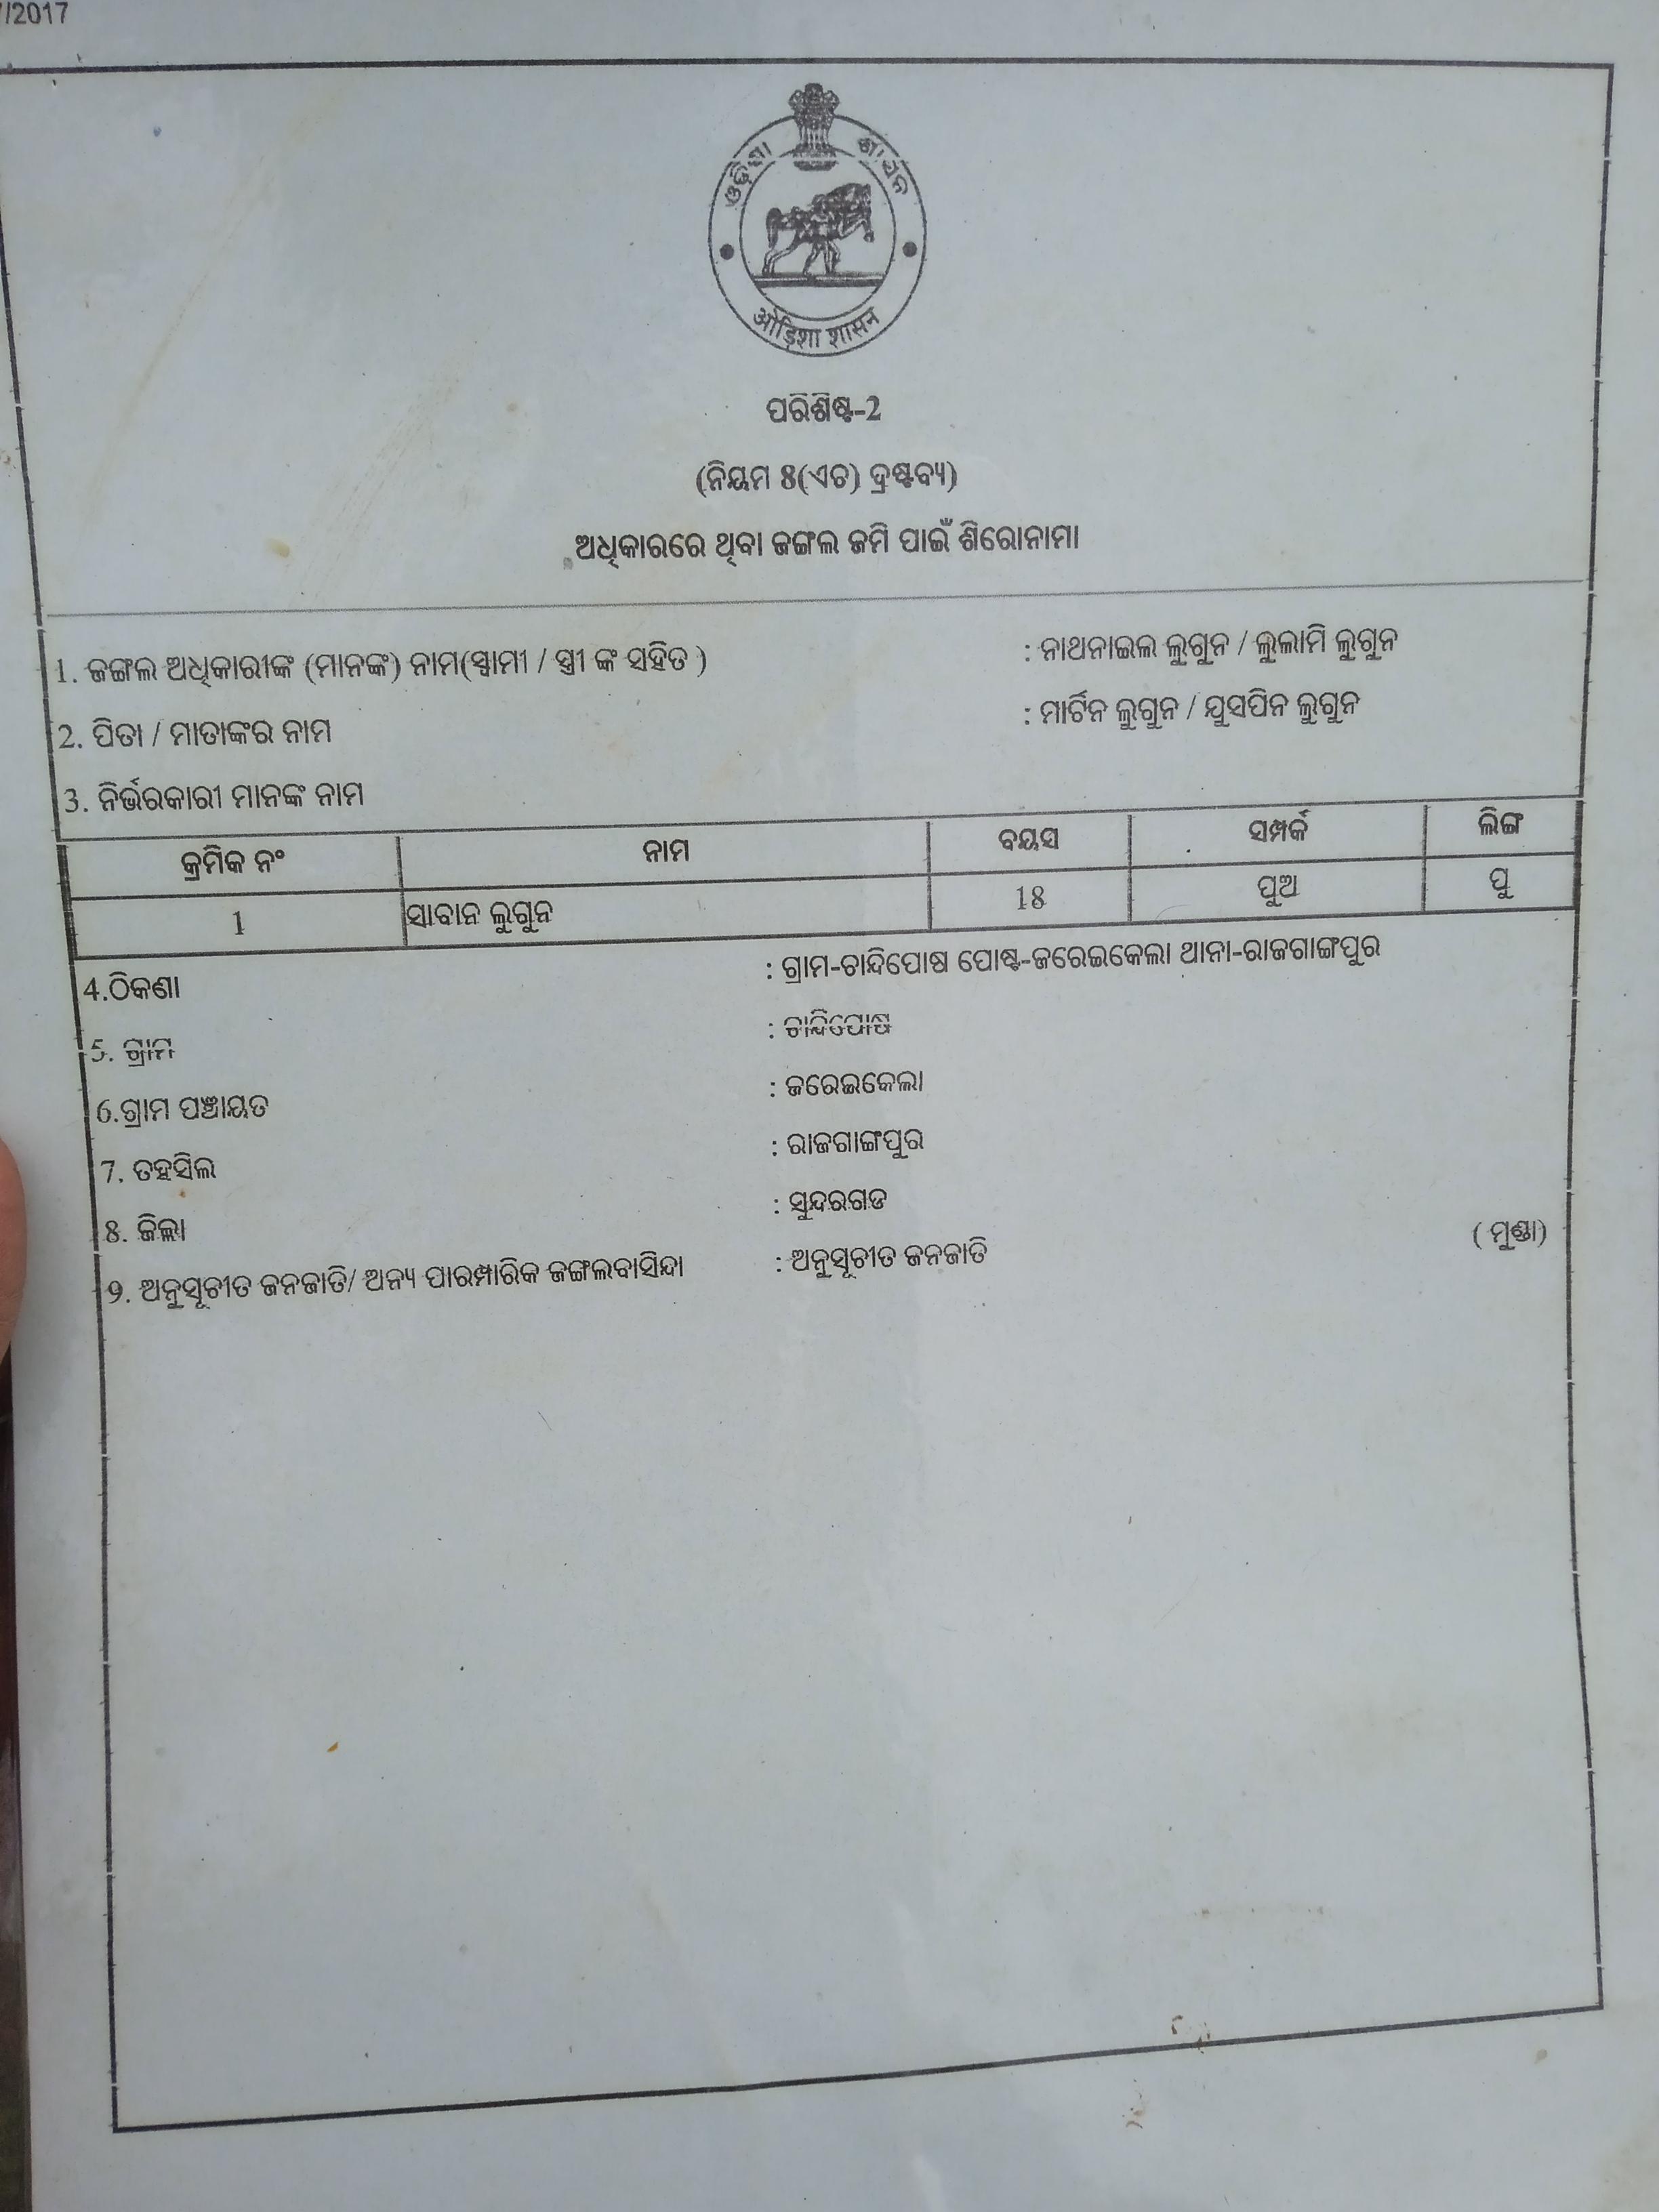 /2017
ଓଡ଼ିଶା ଶାସନ
ओड़िशा शासन
ପରିଶିଷ୍ଟ-2
(ନିୟମ 8(ଏଚ) ଦ୍ରଷ୍ଟବ୍ୟ)
ଅଧିକାରରେ ଥିବା ଜଙ୍ଗଲ ଜମି ପାଇଁ ଶିରୋନାମା
1. ଜଙ୍ଗଲ ଅଧିକାରୀଙ୍କ (ମାନଙ୍କ) ନାମ(ସ୍ୱାମୀ / ସ୍ତ୍ରୀ ଙ୍କ ସହିତ ) : ନାଥନାଇଲ ଲୁଗୁନ / ଲୁଲାମି ଲୁଗୁନ
2. ପିତା / ମାତାଙ୍କର ନାମ : ମାର୍ଟିନ ଲୁଗୁନ / ଯୁସପିନ ଲୁଗୁନ
3. ନିର୍ଭରକାରୀ ମାନଙ୍କ ନାମ
କ୍ରମିକ ନଂ ନାମ ବୟସ ସମ୍ପର୍କ ଲିଙ୍ଗ
1 ସାବାନ ଲୁଗୁନ 18 ପୁଅ ପୁ
4.ଠିକଣା : ଗ୍ରାମ-ଚାନ୍ଦିପୋଷ ପୋଷ୍ଟ-ଜରେଇକେଲା ଥାନା-ରାଜଗାଙ୍ଗପୁର
5. ଗ୍ରାମ : ଚାନ୍ଦିପୋଷ
6.ଗ୍ରାମ ପଞ୍ଚାୟତ : ଜରେଇକେଲା
7. ତହସିଲ : ରାଜଗାଙ୍ଗପୁର
8. ଜିଲ୍ଲା : ସୁନ୍ଦରଗଡ
9. ଅନୁସୂଚୀତ ଜନଜାତି/ ଅନ୍ୟ ପାରମ୍ପାରିକ ଜଙ୍ଗଲବାସିନ୍ଦା : ଅନୁସୂଚୀତ ଜନଜାତି ( ମୁଣ୍ଡା)